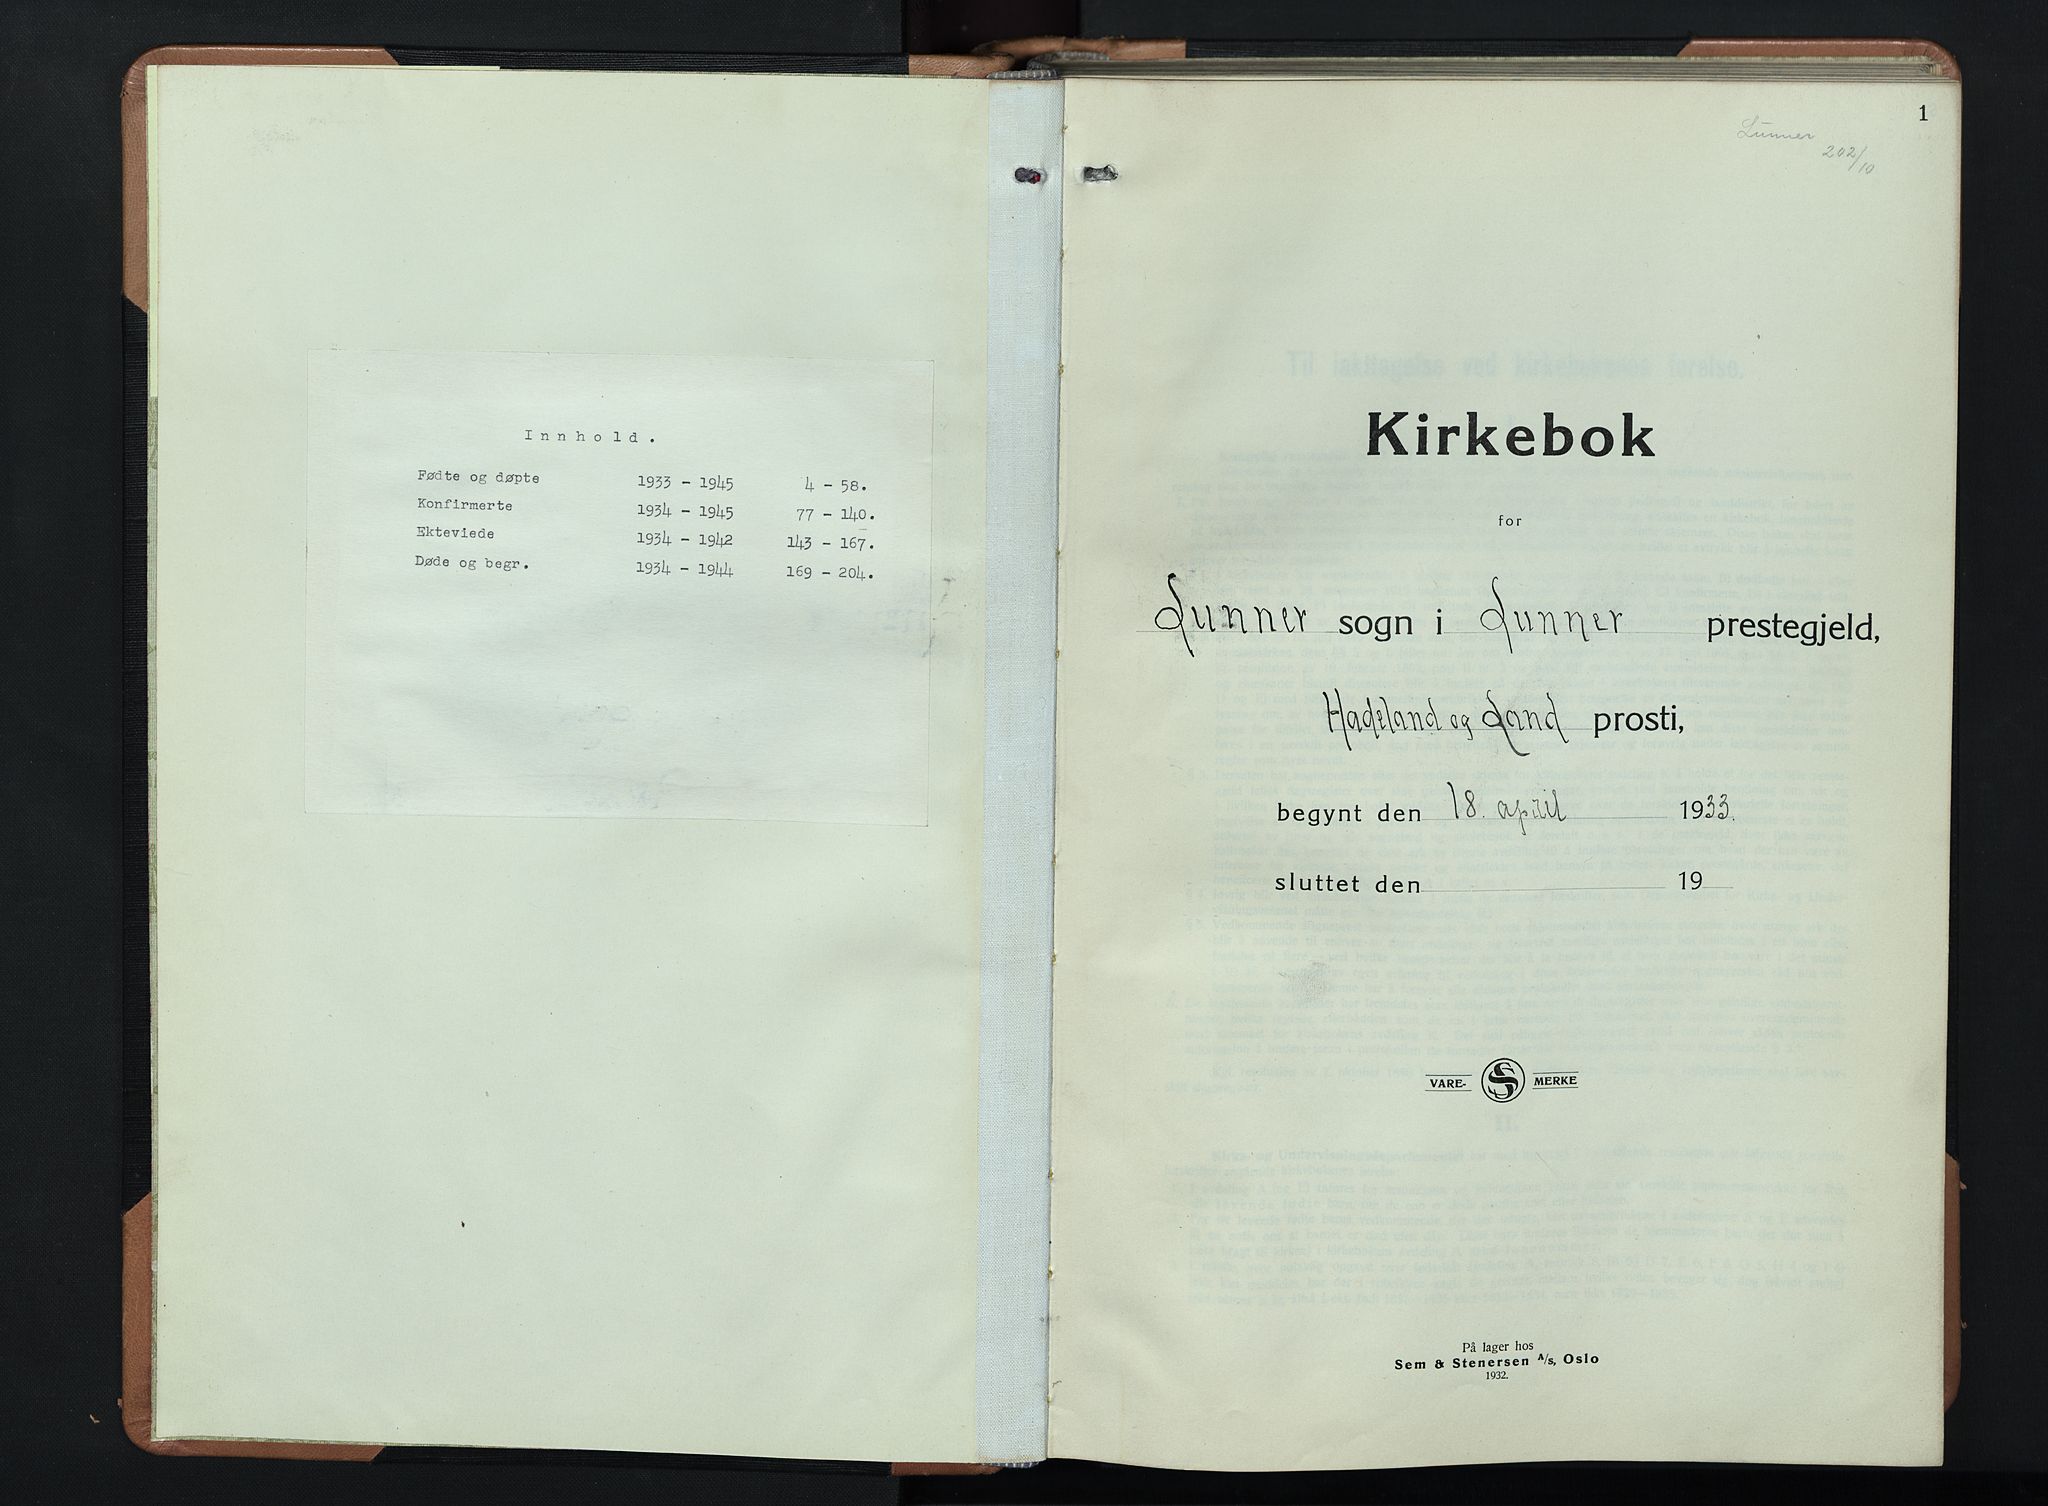 Innhold.
Fødte og døpte 1933 - 1945 4 - 58.
Konfirmerte 1934 - 1945 77 - 140.
Ekteviede 1934 - 1942 143 - 167.
Døde og begr. 1934 - 1944 169 - 204.
1
Lunner
202/10
Kirkebok
for
Lunner sogn i Lunner prestegjeld,
Hadeland og Land prosti,
begynt den 18. april 1933.
sluttet den 19
VARE- S MERKE
På lager hos
Sem & Stenersen A/s, Oslo
1932.